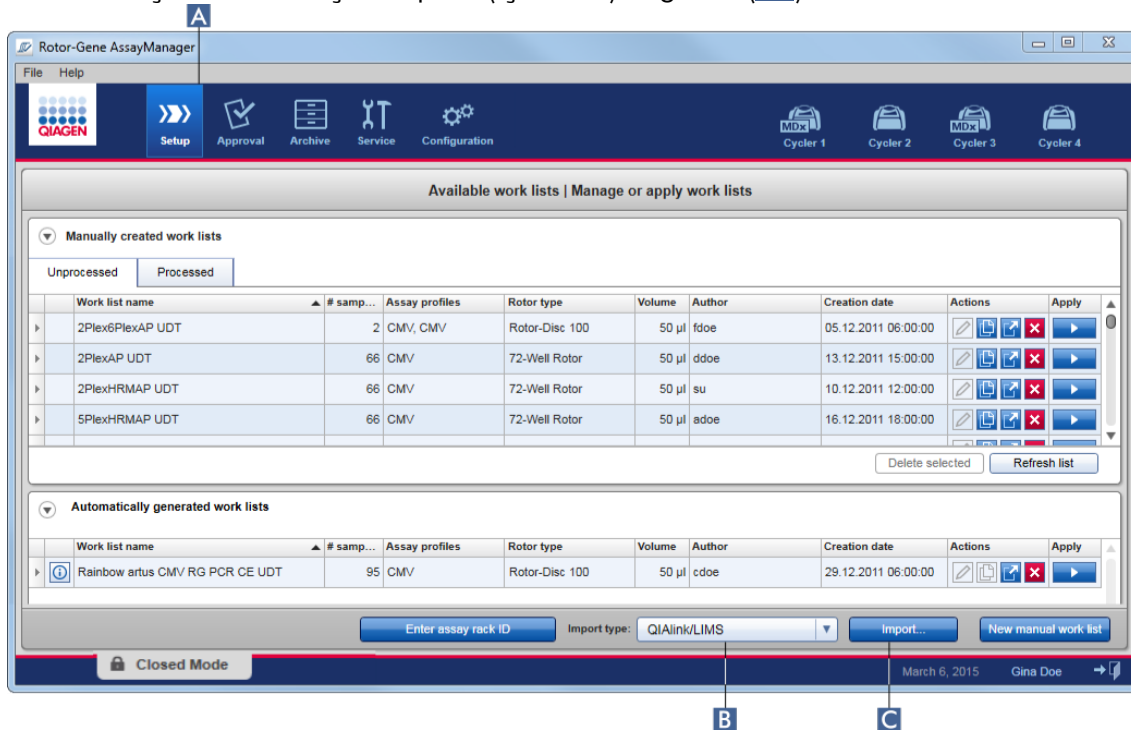 A
Rotor-Gene AssayManager
File Help
QIAGEN
Setup Approval Archive Service Configuration MDx Cycler 1 Cycler 2 MDx Cycler 3 Cycler 4
Available work lists | Manage or apply work lists
Manually created work lists
Unprocessed Processed
Work list name # samp... Assay profiles Rotor type Volume Author Creation date Actions Apply
2Plex6PlexAP UDT 2 CMV, CMV Rotor-Disc 100 50 µl fdoe 05.12.2011 06:00:00
2PlexAP UDT 66 CMV 72-Well Rotor 50 µl ddoe 13.12.2011 15:00:00
2PlexHRMAP UDT 66 CMV 72-Well Rotor 50 µl su 10.12.2011 12:00:00
5PlexHRMAP UDT 66 CMV 72-Well Rotor 50 µl adoe 16.12.2011 18:00:00
Delete selected Refresh list
Automatically generated work lists
Work list name # samp... Assay profiles Rotor type Volume Author Creation date Actions Apply
Rainbow artus CMV RG PCR CE UDT 95 CMV Rotor-Disc 100 50 µl cdoe 29.12.2011 06:00:00
Enter assay rack ID Import type: QIAlink/LIMS Import... New manual work list
Closed Mode March 6, 2015 Gina Doe
B C